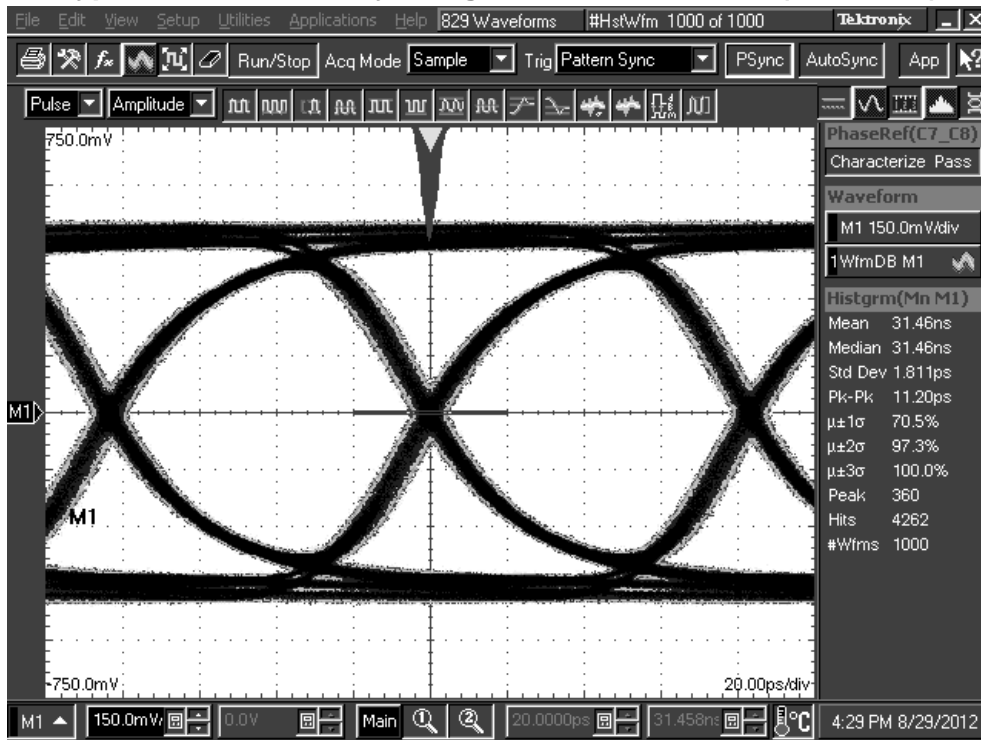 File Edit View Setup Utilities Applications Help 829 Waveforms #HstWfm 1000 of 1000 Tektronix
Run/Stop Acq Mode Sample Trig Pattern Sync PSync AutoSync App
Pulse Amplitude
750.0mV
PhaseRef(C7_C8)
Characterize Pass
Waveform
M1 150.0mV/div
1WfmDB M1
Histgrm(Mn M1)
Mean 31.46ns
Median 31.46ns
Std Dev 1.811ps
Pk-Pk 11.20ps
M1
μ±1σ 70.5%
μ±2σ 97.3%
μ±3σ 100.0%
Peak 360
M1
Hits 4262
#Wfms 1000
-750.0mV 20.00ps/div
M1 150.0mV/ 0.0V Main 1 2 20.0000ps 31.458ns °C 4:29 PM 8/29/2012